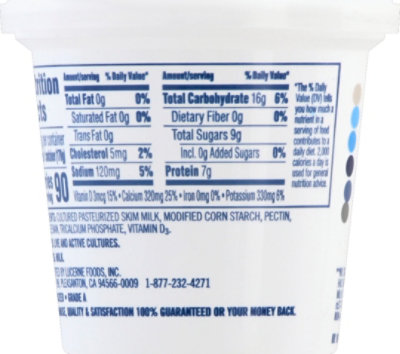 Amount/serving % Daily Value* Amount/serving % Daily Value*
Total Fat 0g 0% Total Carbohydrate 16g 6%
Saturated Fat 0g 0% Dietary Fiber 0g 0%
Trans Fat 0g Total Sugars 9g
Cholesterol 5mg 2% Incl. 0g Added Sugars 0%
Sodium 120mg 5% Protein 7g
90
Vitamin D 3mcg 15% • Calcium 320mg 25% • Iron 0mg 0% • Potassium 330mg 6%
*The % Daily
Value (DV) tells
you how much a
nutrient in a
serving of food
contributes to a
daily diet. 2,000
calories a day is
used for general
nutrition advice.
CULTURED PASTEURIZED SKIM MILK, MODIFIED CORN STARCH, PECTIN,
TRICALCIUM PHOSPHATE, VITAMIN D3.
LIVE AND ACTIVE CULTURES.
MILK
BY LUCERNE FOODS, INC.
PLEASANTON, CA 94566-0009 1-877-232-4271
• GRADE A
QUALITY & SATISFACTION 100% GUARANTEED OR YOUR MONEY BACK.